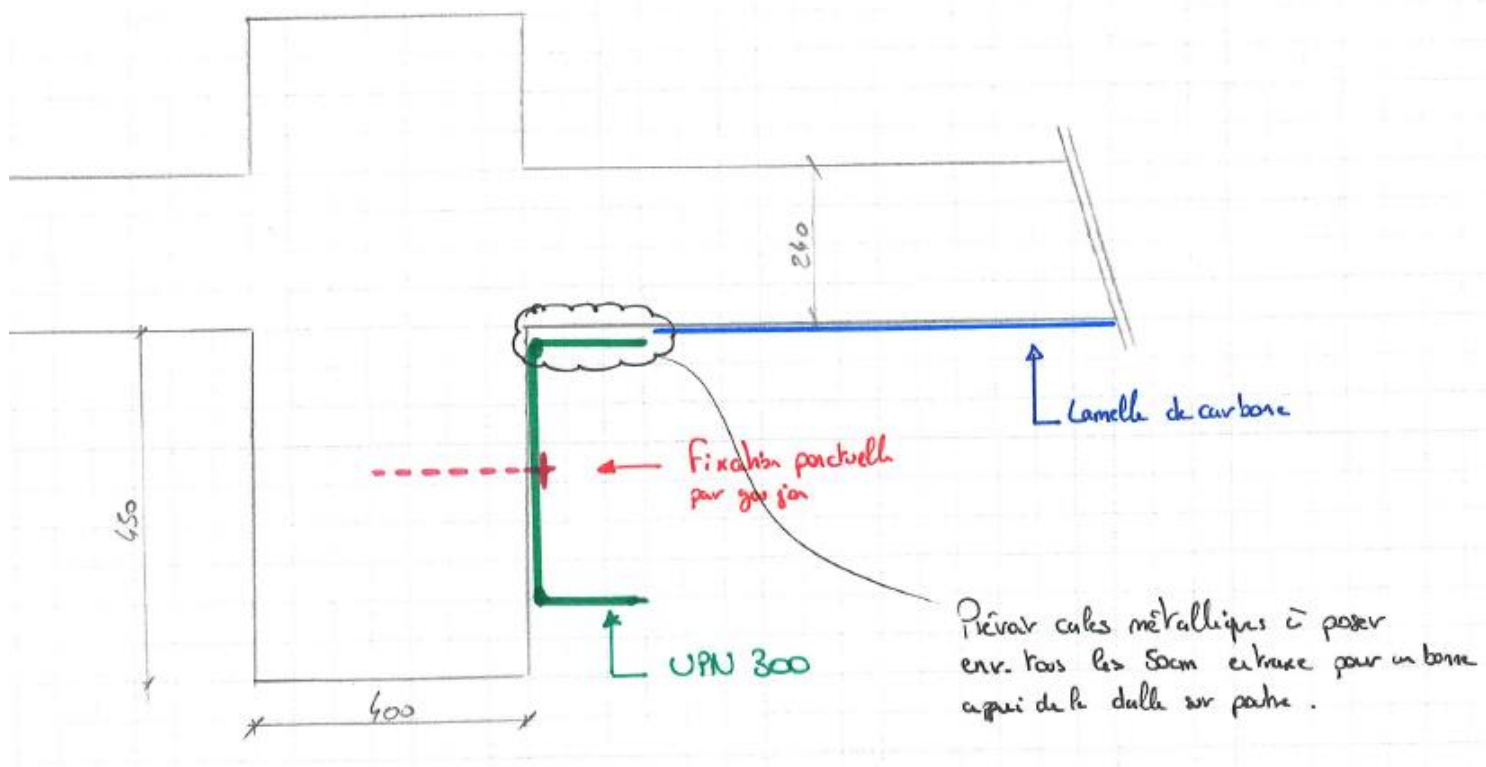 240
Lamelle de carbone
Fixation ponctuelle
par goujon
450
UPN 300
400
Prévoir cales métalliques à poser
env. tous les 50cm entraxe pour un bonne
appui de la dalle sur poutre.